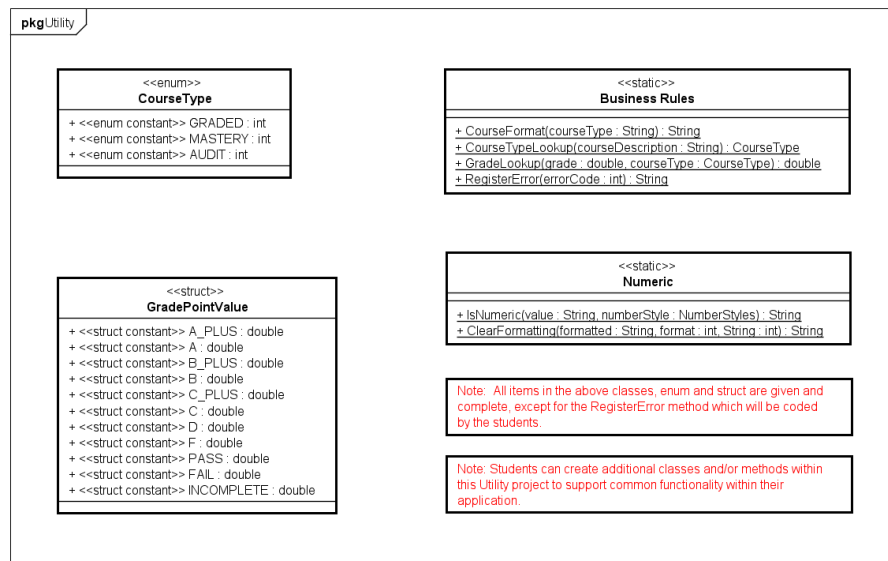 pkg Utility
<<enum>>
CourseType
+ <<enum constant>> GRADED : int
+ <<enum constant>> MASTERY : int
+ <<enum constant>> AUDIT : int
<<static>>
Business Rules
+ CourseFormat(courseType : String) : String
+ CourseTypeLookup(courseDescription : String) : CourseType
+ GradeLookup(grade : double, courseType : CourseType) : double
+ RegisterError(errorCode : int) : String
<<struct>>
GradePointValue
+ <<struct constant>> A_PLUS : double
+ <<struct constant>> A : double
+ <<struct constant>> B_PLUS : double
+ <<struct constant>> B : double
+ <<struct constant>> C_PLUS : double
+ <<struct constant>> C : double
+ <<struct constant>> D : double
+ <<struct constant>> F : double
+ <<struct constant>> PASS : double
+ <<struct constant>> FAIL : double
+ <<struct constant>> INCOMPLETE : double
<<static>>
Numeric
+ IsNumeric(value : String, numberStyle : NumberStyles) : String
+ ClearFormatting(formatted : String, format : int, String : int) : String
Note: All items in the above classes, enum and struct are given and
complete, except for the RegisterError method which will be coded
by the students.
Note: Students can create additional classes and/or methods within
this Utility project to support common functionality within their
application.